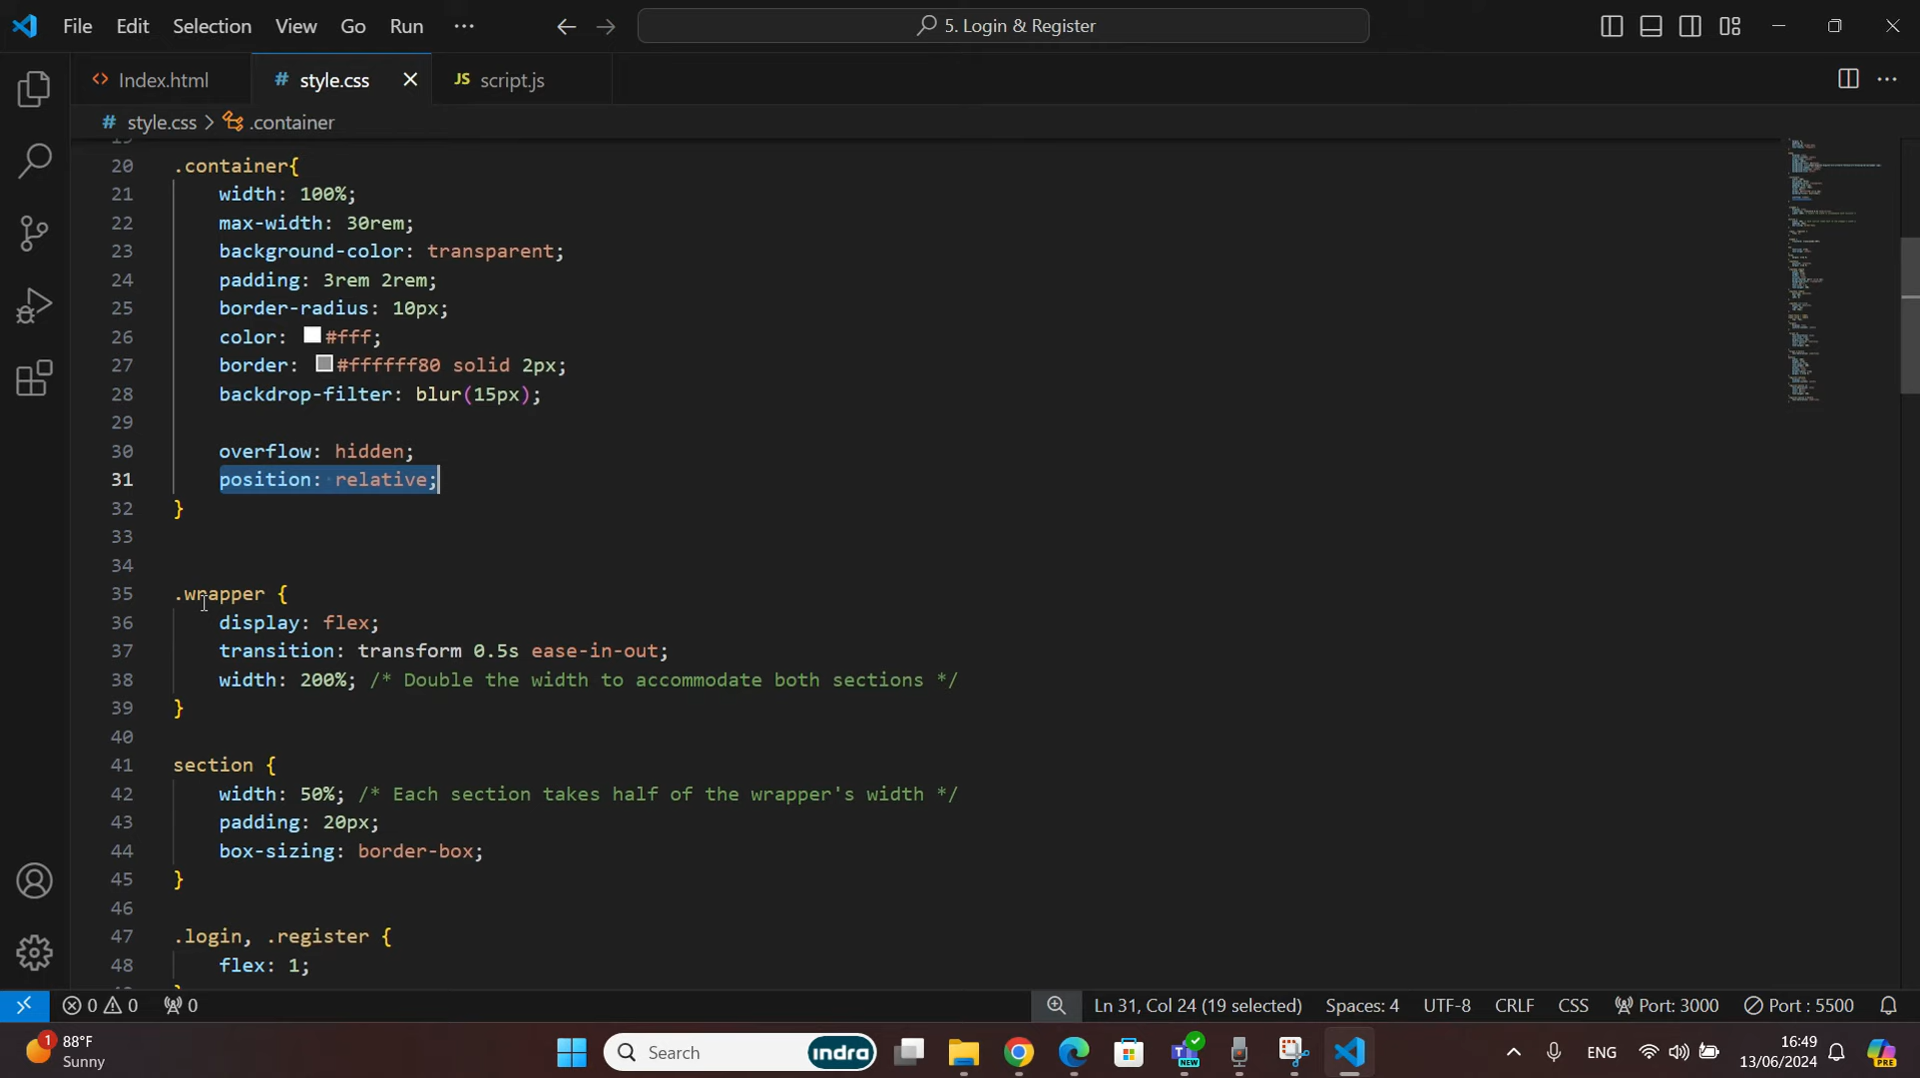 File Edit Selection View Go Run ···
5. Login & Register
Index.html
# style.css
JS script.js
# style.css > .container
19
20 .container{
21 width: 100%;
22 max-width: 30rem;
23 background-color: transparent;
24 padding: 3rem 2rem;
25 border-radius: 10px;
26 color: #fff;
27 border: #ffffff80 solid 2px;
28 backdrop-filter: blur(15px);
29
30 overflow: hidden;
31 position: relative;
32 }
33
34
35 .wrapper {
36 display: flex;
37 transition: transform 0.5s ease-in-out;
38 width: 200%; /* Double the width to accommodate both sections */
39 }
40
41 section {
42 width: 50%; /* Each section takes half of the wrapper's width */
43 padding: 20px;
44 box-sizing: border-box;
45 }
46
47 .login, .register {
48 flex: 1;
0 0 0
Ln 31, Col 24 (19 selected) Spaces: 4 UTF-8 CRLF CSS Port: 3000 Port : 5500
1
88°F
Sunny
Search
indra
NEW
ENG
16:49
13/06/2024
PRE